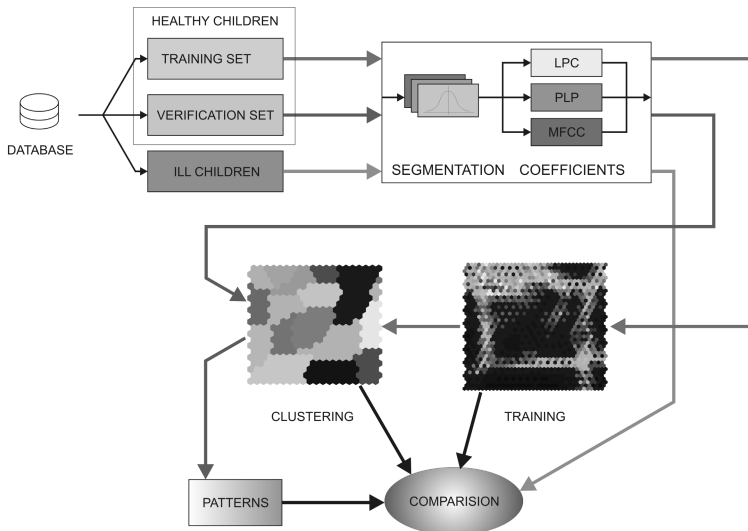 HEALTHY CHILDREN
TRAINING SET
VERIFICATION SET
ILL CHILDREN
DATABASE
LPC
PLP
MFCC
SEGMENTATION
COEFFICIENTS
CLUSTERING
TRAINING
PATTERNS
COMPARISION